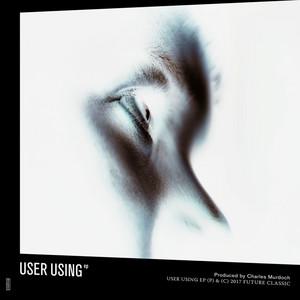 USER USING ep
Produced by Charles Murdoch
USER USING EP (P) & (C) 2017 FUTURE CLASSIC